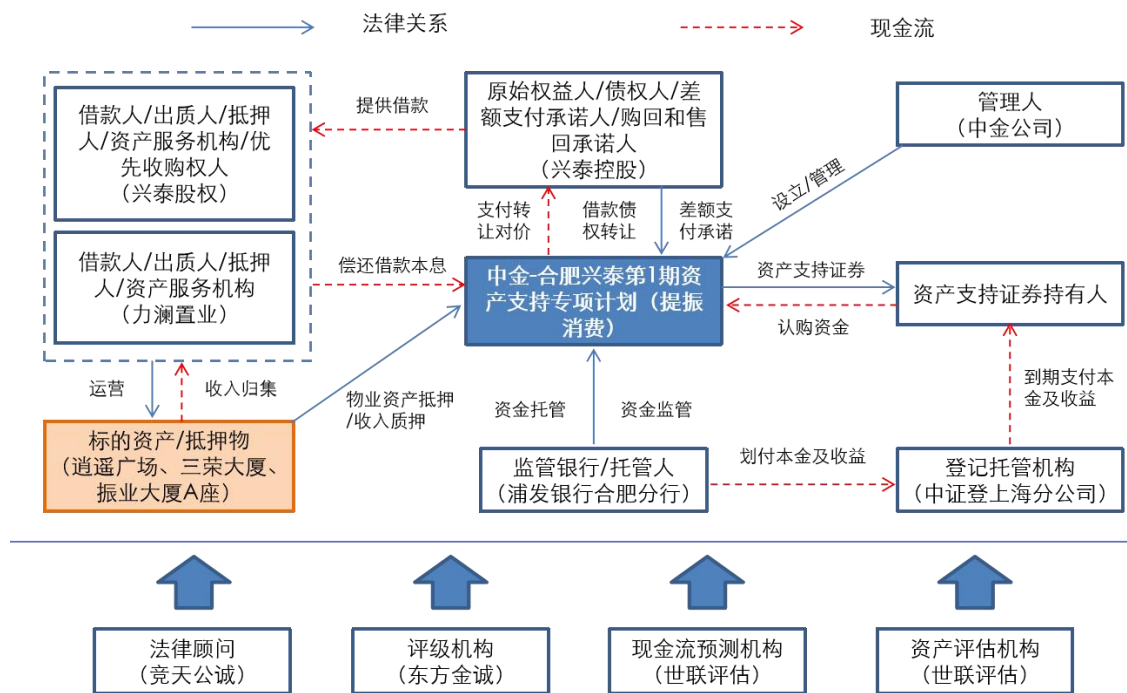 法律关系
现金流
借款人/出质人/抵押
人/资产服务机构/优
先收购权人
(兴泰股权)
提供借款
原始权益人/债权人/差
额支付承诺人/购回和售
回承诺人
(兴泰控股)
管理人
(中金公司)
设立/管理
支付转
让对价
借款债
权转让
差额支
付承诺
借款人/出质人/抵押
人/资产服务机构
(力澜置业)
偿还借款本息
中金-合肥兴泰第1期资
产支持专项计划（提振
消费）
资产支持证券
认购资金
资产支持证券持有人
运营
收入归集
物业资产抵押
/收入质押
资金托管
资金监管
到期支付本
金及收益
标的资产/抵押物
(逍遥广场、三荣大厦、
振业大厦A座)
监管银行/托管人
(浦发银行合肥分行)
划付本金及收益
登记托管机构
(中证登上海分公司)
法律顾问
(竞天公诚)
评级机构
(东方金诚)
现金流预测机构
(世联评估)
资产评估机构
(世联评估)